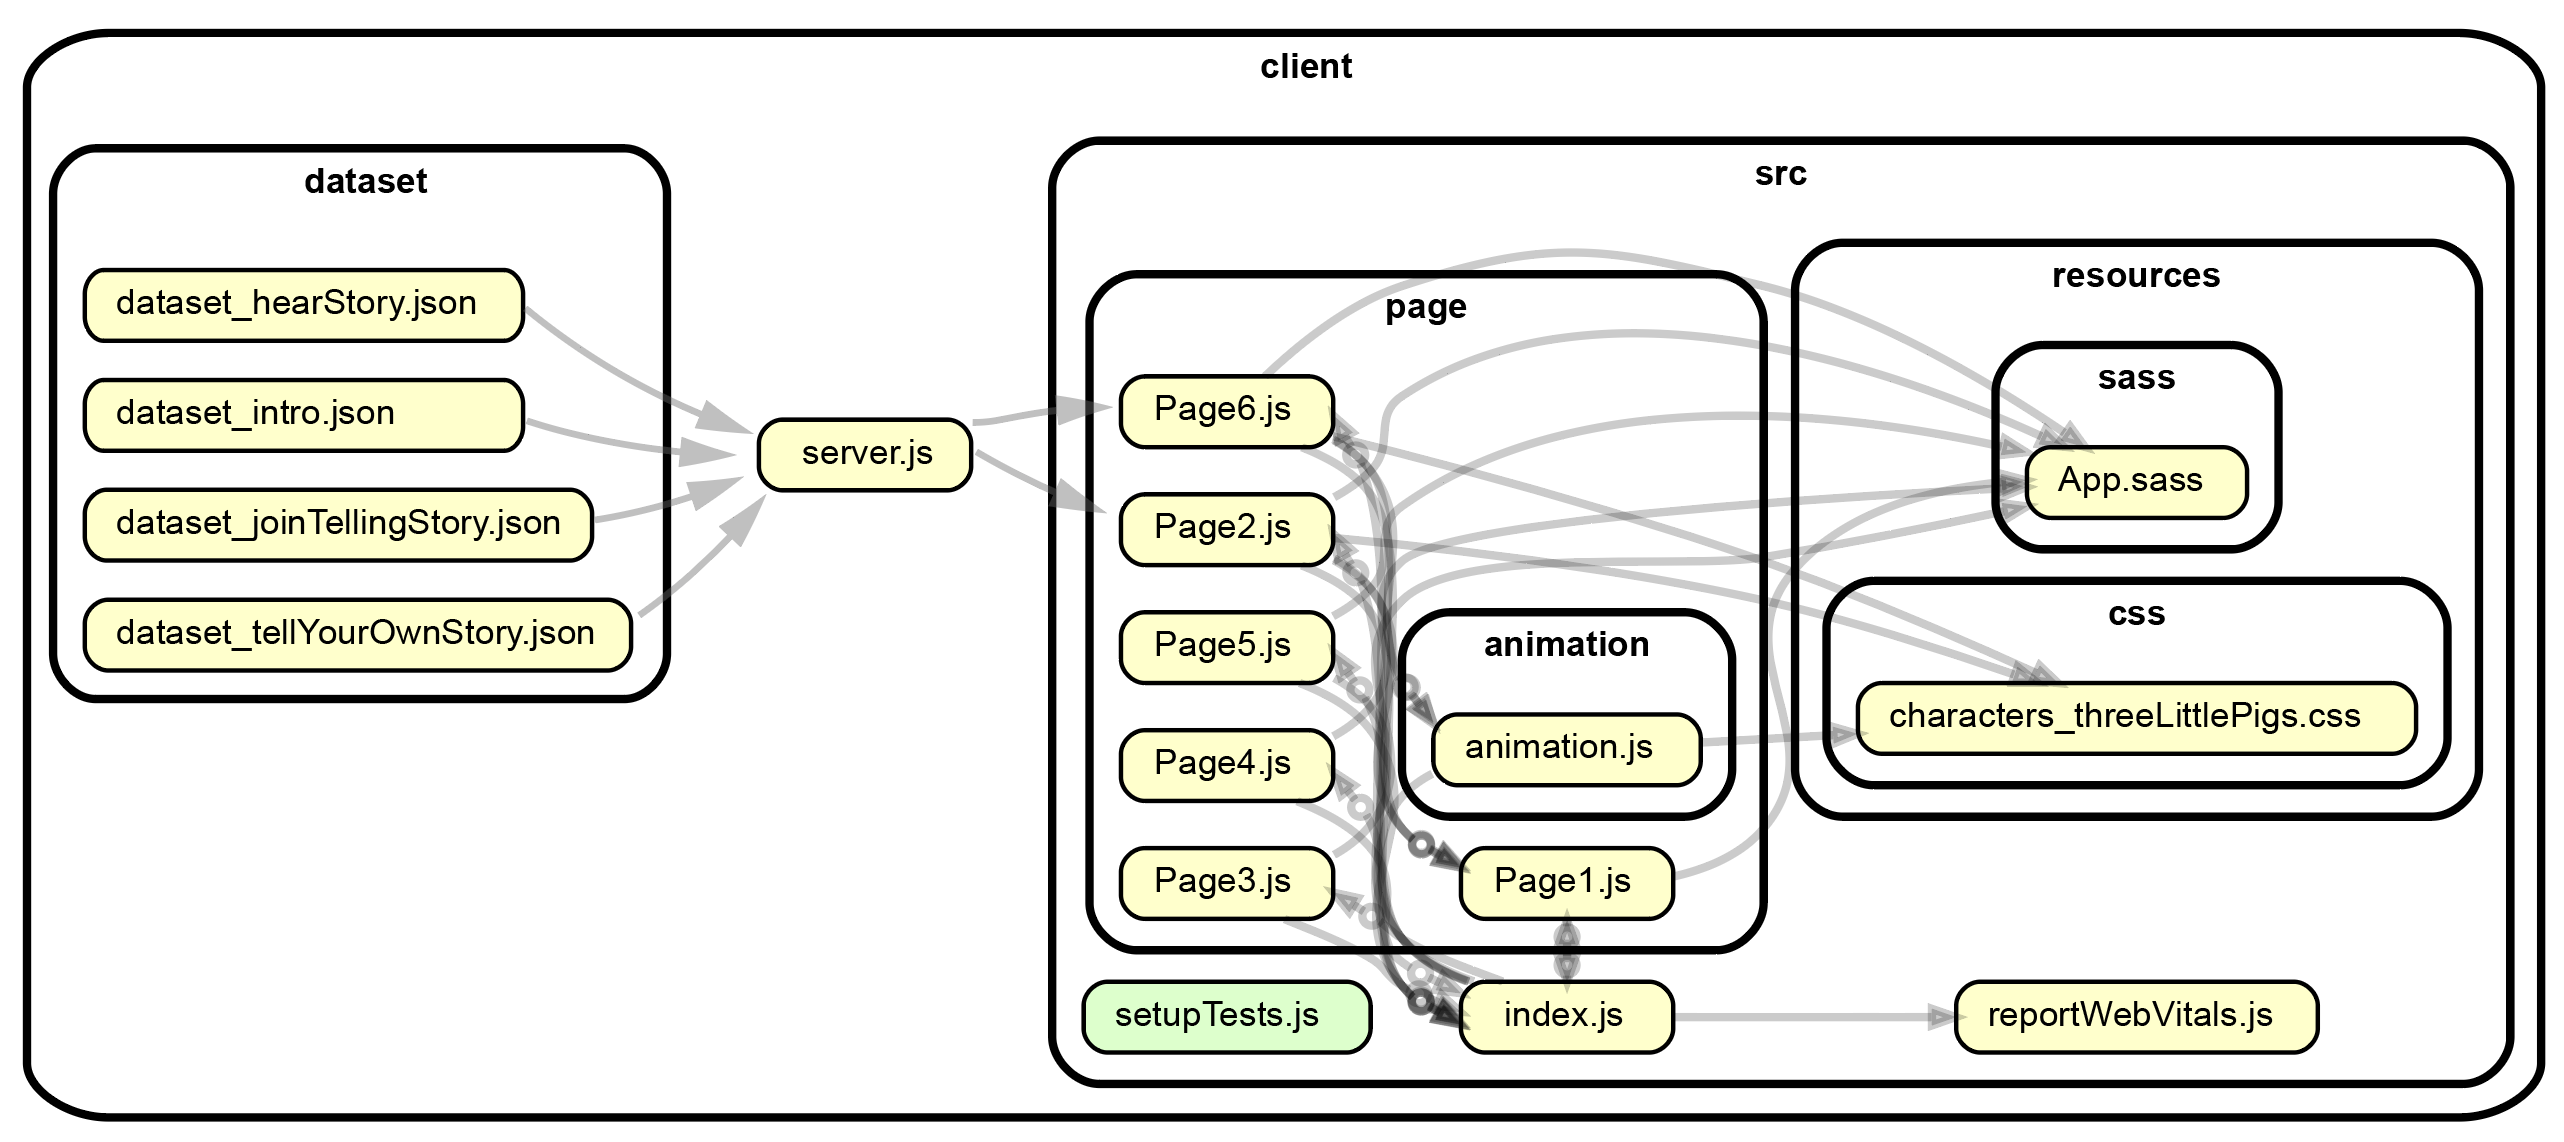 client
dataset
dataset_hearStory.json
dataset_intro.json
dataset_joinTellingStory.json
dataset_tellYourOwnStory.json
server.js
src
page
Page6.js
Page2.js
Page5.js
Page4.js
Page3.js
animation
animation.js
Page1.js
resources
sass
App.sass
css
characters_threeLittlePigs.css
setupTests.js
index.js
reportWebVitals.js